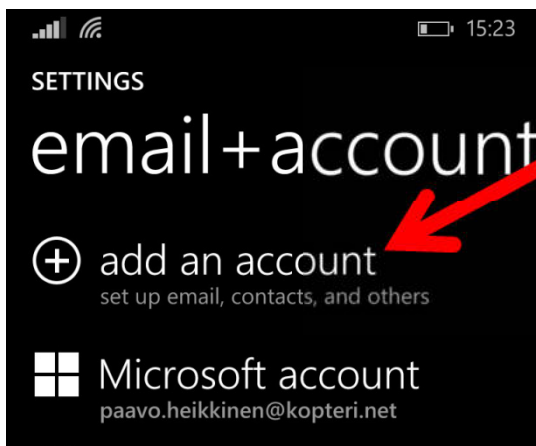 15:23
SETTINGS
email+account
add an account
set up email, contacts, and others
Microsoft account
paavo.heikkinen@kopteri.net